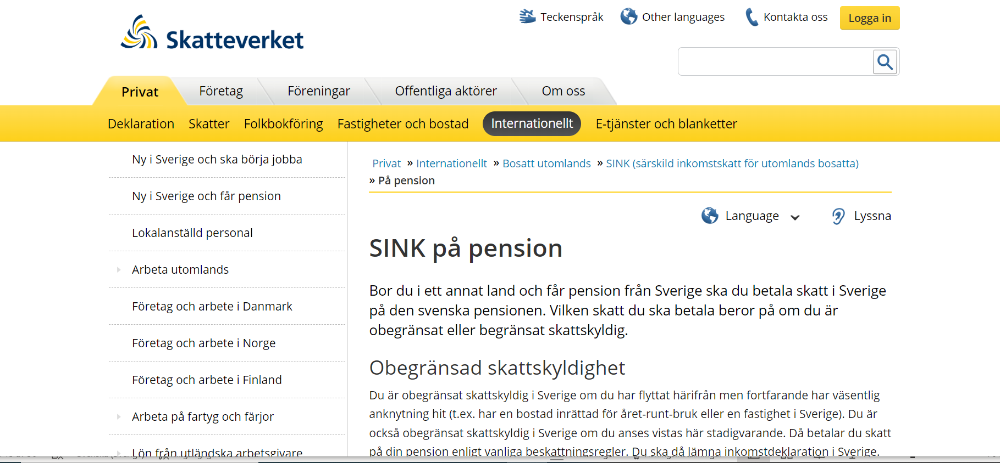 Skatteverket
Teckenspråk
Other languages
Kontakta oss
Logga in
Privat
Företag
Föreningar
Offentliga aktörer
Om oss
Deklaration
Skatter
Folkbokföring
Fastigheter och bostad
Internationellt
E-tjänster och blanketter
Ny i Sverige och ska börja jobba
Ny i Sverige och får pension
Lokalanställd personal
Arbeta utomlands
Företag och arbete i Danmark
Företag och arbete i Norge
Företag och arbete i Finland
Arbeta på fartyg och färjor
Lön från utländska arbetsgivare
Privat » Internationellt » Bosatt utomlands » SINK (särskild inkomstskatt för utomlands bosatta)
» På pension
Language
Lyssna
SINK på pension
Bor du i ett annat land och får pension från Sverige ska du betala skatt i Sverige
på den svenska pensionen. Vilken skatt du ska betala beror på om du är
obegränsat eller begränsat skattskyldig.
Obegränsad skattskyldighet
Du är obegränsat skattskyldig i Sverige om du har flyttat härifrån men fortfarande har väsentlig
anknytning hit (t.ex. har en bostad inrättad för året-runt-bruk eller en fastighet i Sverige). Du är
också obegränsat skattskyldig i Sverige om du anses vistas här stadigvarande. Då betalar du skatt
på din pension enligt vanliga beskattningsregler. Du ska då lämna inkomstdeklaration i Sverige.